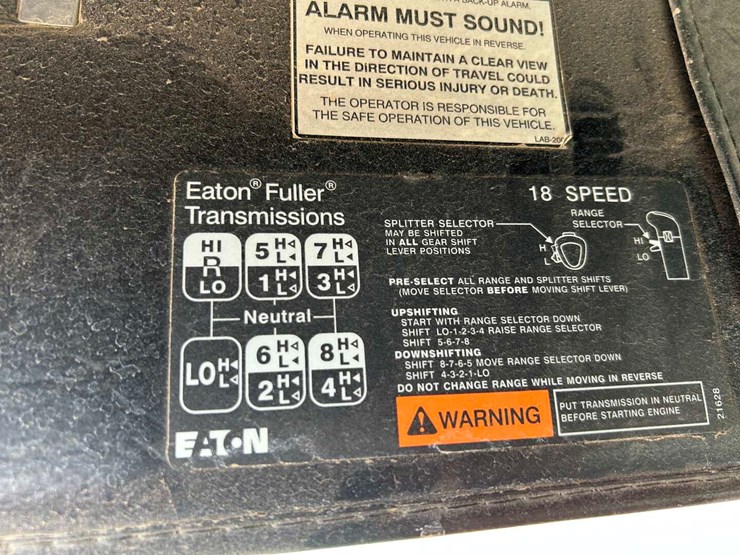 BACK-UP ALARM.
ALARM MUST SOUND!
WHEN OPERATING THIS VEHICLE IN REVERSE.
FAILURE TO MAINTAIN A CLEAR VIEW
IN THE DIRECTION OF TRAVEL COULD
RESULT IN SERIOUS INJURY OR DEATH.
THE OPERATOR IS RESPONSIBLE FOR
THE SAFE OPERATION OF THIS VEHICLE.
Eaton® Fuller®
Transmissions
18 SPEED
HI
R
LO
5 H L
1 H L
7 H L
3 H L
Neutral
LO H L
6 H L
2 H L
8 H L
4 H L
EATON
SPLITTER SELECTOR
MAY BE SHIFTED
IN ALL GEAR SHIFT
LEVER POSITIONS
H
L
RANGE
SELECTOR
HI
LO
PRE-SELECT ALL RANGE AND SPLITTER SHIFTS
(MOVE SELECTOR BEFORE MOVING SHIFT LEVER)
UPSHIFTING
START WITH RANGE SELECTOR DOWN
SHIFT LO-1-2-3-4 RAISE RANGE SELECTOR
SHIFT 5-6-7-8
DOWNSHIFTING
SHIFT 8-7-6-5 MOVE RANGE SELECTOR DOWN
SHIFT 4-3-2-1-LO
DO NOT CHANGE RANGE WHILE MOVING IN REVERSE
WARNING
PUT TRANSMISSION IN NEUTRAL
BEFORE STARTING ENGINE
21628